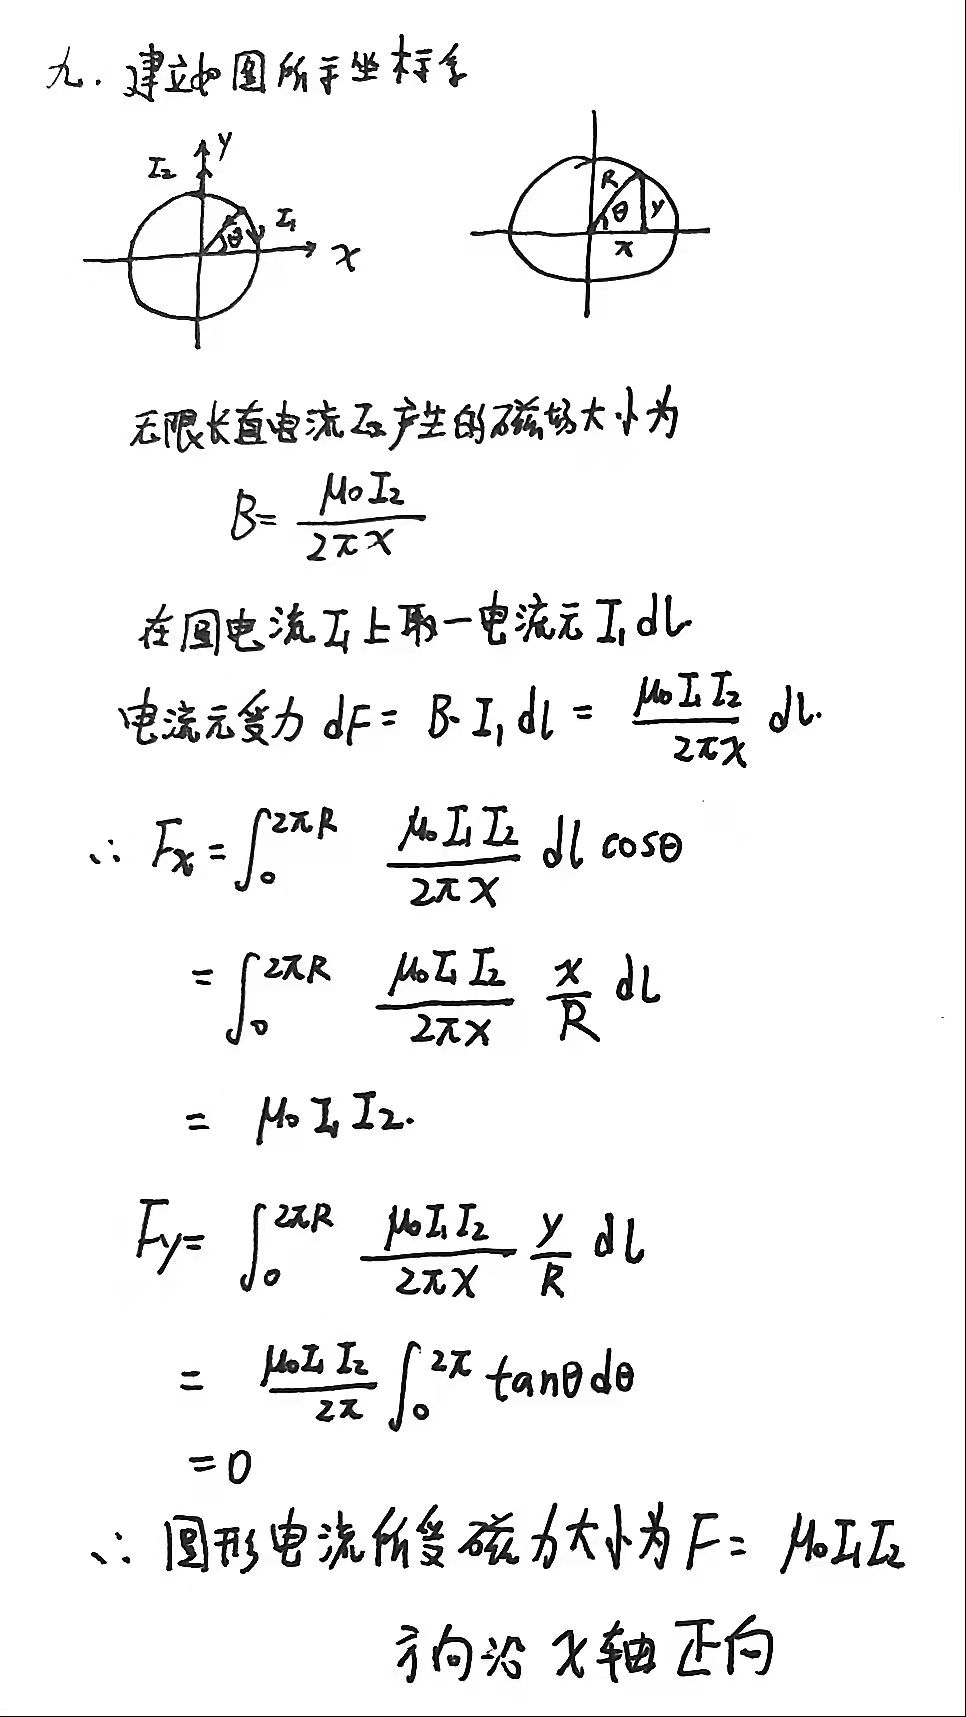 九.建立如图所示坐标系
I₂ y I₁ θ x
R θ y x
无限长直电流I₂产生的磁场大小为
B= μ₀I₂/2πx
在圆电流I₁上取一电流元I₁dl
电流元受力 dF= B·I₁dl = μ₀I₁I₂/2πx dl.
∴ Fx=∫₀^2πR μ₀I₁I₂/2πx dl cosθ
=∫₀^2πR μ₀I₁I₂/2πx x/R dl
= μ₀I₁I₂.
Fy= ∫₀^2πR μ₀I₁I₂/2πx y/R dl
= μ₀I₁I₂/2π ∫₀^2π tanθdθ
=0
∴ 圆形电流所受磁力大小为F= μ₀I₁I₂
方向沿x轴正向